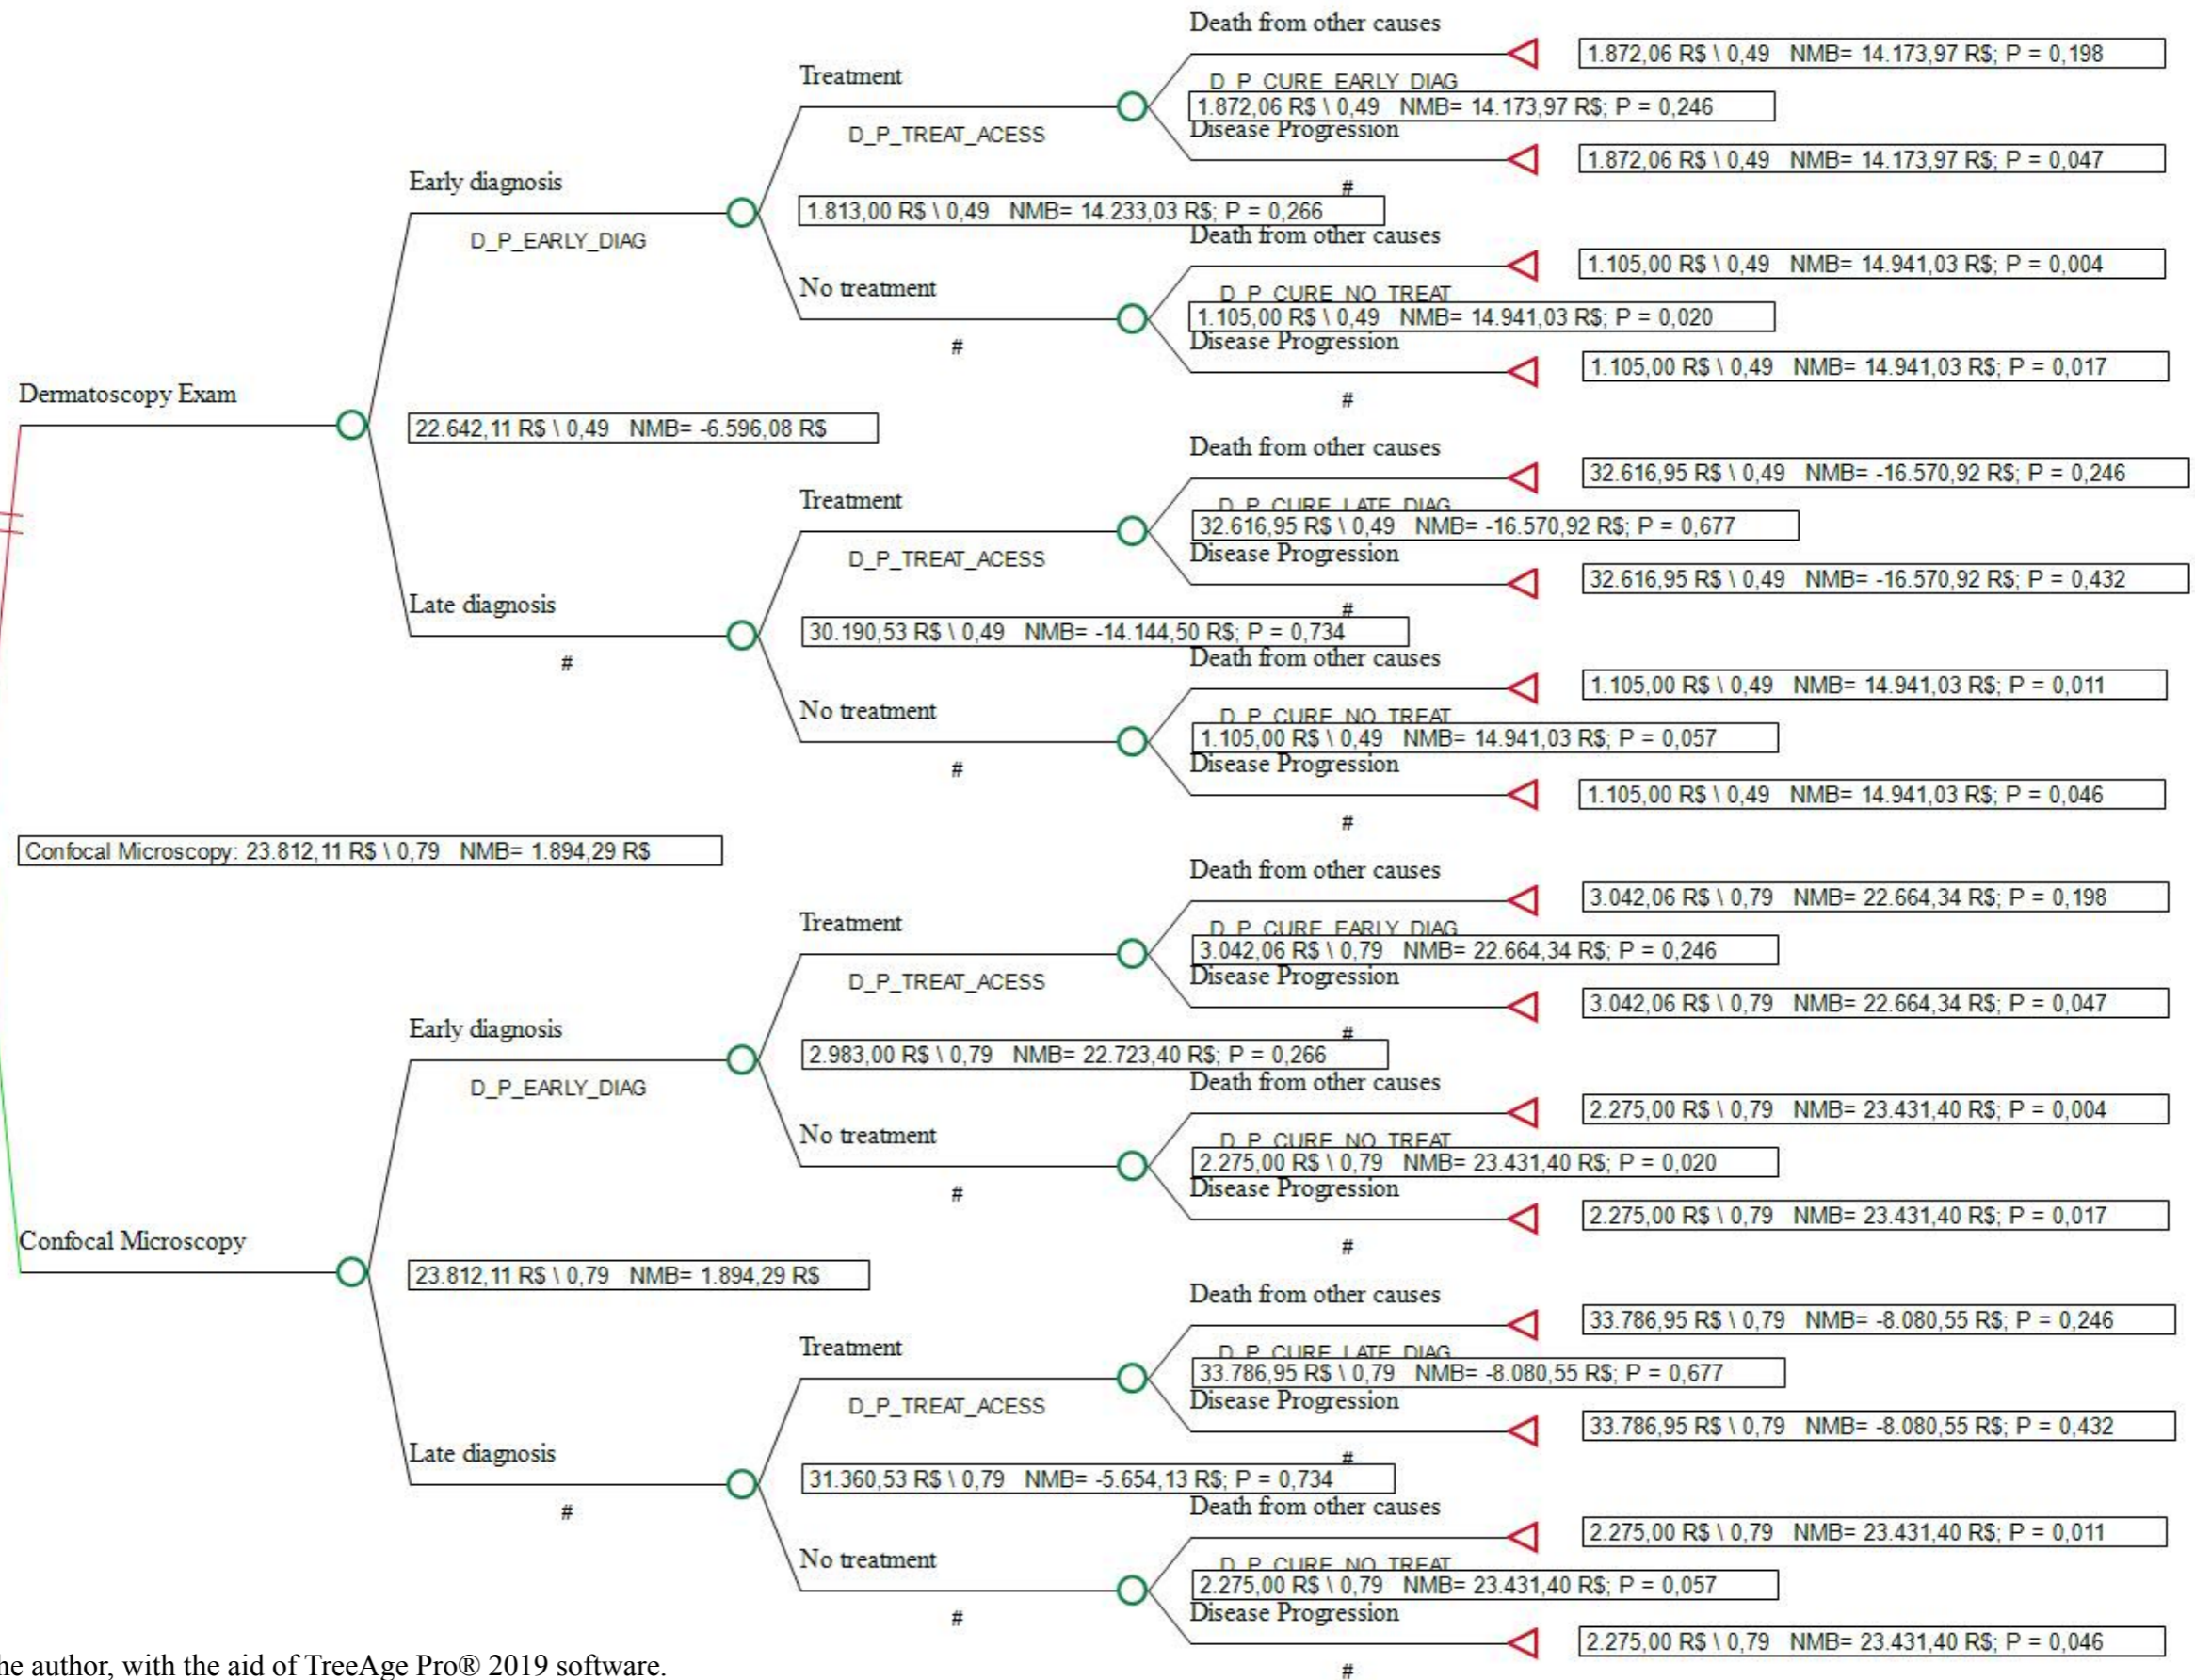 Death from other causes
1.872,06 R$ \ 0,49 NMB= 14.173,97 R$; P = 0,198
Treatment
D_P_CURE_EARLY_DIAG
1.872,06 R$ \ 0,49 NMB= 14.173,97 R$; P = 0,246
D_P_TREAT_ACESS
Disease Progression
1.872,06 R$ \ 0,49 NMB= 14.173,97 R$; P = 0,047
Early diagnosis
#
1.813,00 R$ \ 0,49 NMB= 14.233,03 R$; P = 0,266
D_P_EARLY_DIAG
Death from other causes
1.105,00 R$ \ 0,49 NMB= 14.941,03 R$; P = 0,004
No treatment
D_P_CURE_NO_TREAT
1.105,00 R$ \ 0,49 NMB= 14.941,03 R$; P = 0,020
#
Disease Progression
1.105,00 R$ \ 0,49 NMB= 14.941,03 R$; P = 0,017
Dermatoscopy Exam
#
22.642,11 R$ \ 0,49 NMB= -6.596,08 R$
Death from other causes
32.616,95 R$ \ 0,49 NMB= -16.570,92 R$; P = 0,246
Treatment
D_P_CURE_LATE_DIAG
32.616,95 R$ \ 0,49 NMB= -16.570,92 R$; P = 0,677
D_P_TREAT_ACESS
Disease Progression
32.616,95 R$ \ 0,49 NMB= -16.570,92 R$; P = 0,432
Late diagnosis
#
30.190,53 R$ \ 0,49 NMB= -14.144,50 R$; P = 0,734
#
Death from other causes
1.105,00 R$ \ 0,49 NMB= 14.941,03 R$; P = 0,011
No treatment
D_P_CURE_NO_TREAT
1.105,00 R$ \ 0,49 NMB= 14.941,03 R$; P = 0,057
#
Disease Progression
1.105,00 R$ \ 0,49 NMB= 14.941,03 R$; P = 0,046
#
Confocal Microscopy: 23.812,11 R$ \ 0,79 NMB= 1.894,29 R$
Death from other causes
3.042,06 R$ \ 0,79 NMB= 22.664,34 R$; P = 0,198
Treatment
D_P_CURE_EARLY_DIAG
3.042,06 R$ \ 0,79 NMB= 22.664,34 R$; P = 0,246
D_P_TREAT_ACESS
Disease Progression
3.042,06 R$ \ 0,79 NMB= 22.664,34 R$; P = 0,047
Early diagnosis
#
2.983,00 R$ \ 0,79 NMB= 22.723,40 R$; P = 0,266
D_P_EARLY_DIAG
Death from other causes
2.275,00 R$ \ 0,79 NMB= 23.431,40 R$; P = 0,004
No treatment
D_P_CURE_NO_TREAT
2.275,00 R$ \ 0,79 NMB= 23.431,40 R$; P = 0,020
#
Disease Progression
2.275,00 R$ \ 0,79 NMB= 23.431,40 R$; P = 0,017
Confocal Microscopy
#
23.812,11 R$ \ 0,79 NMB= 1.894,29 R$
Death from other causes
33.786,95 R$ \ 0,79 NMB= -8.080,55 R$; P = 0,246
Treatment
D_P_CURE_LATE_DIAG
33.786,95 R$ \ 0,79 NMB= -8.080,55 R$; P = 0,677
D_P_TREAT_ACESS
Disease Progression
33.786,95 R$ \ 0,79 NMB= -8.080,55 R$; P = 0,432
Late diagnosis
#
31.360,53 R$ \ 0,79 NMB= -5.654,13 R$; P = 0,734
#
Death from other causes
2.275,00 R$ \ 0,79 NMB= 23.431,40 R$; P = 0,011
No treatment
D_P_CURE_NO_TREAT
2.275,00 R$ \ 0,79 NMB= 23.431,40 R$; P = 0,057
#
Disease Progression
2.275,00 R$ \ 0,79 NMB= 23.431,40 R$; P = 0,046
#
author, with the aid of TreeAge Pro® 2019 software.